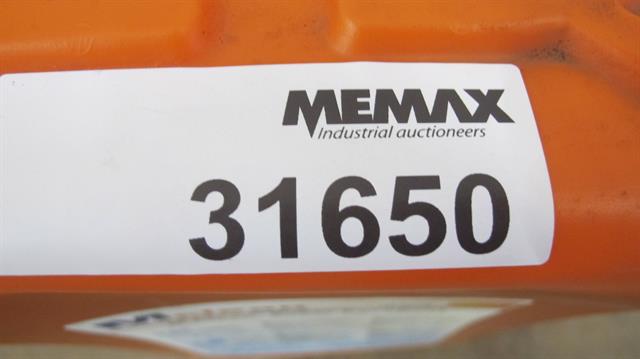 MEMAX
Industrial auctioneers
31650